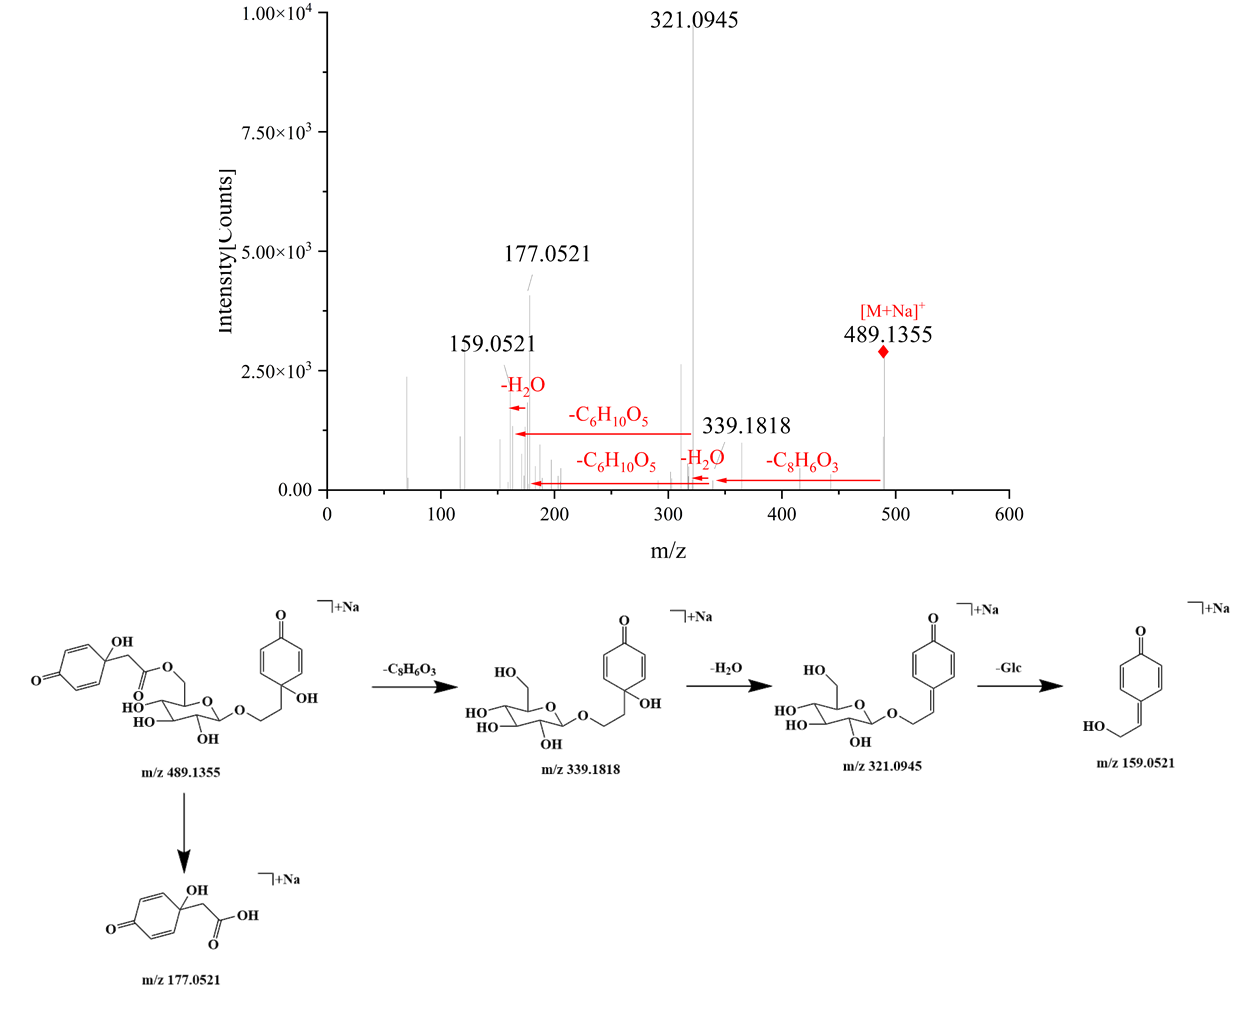 1.00×10⁴
7.50×10³
5.00×10³
2.50×10³
0.00
Intensity[Counts]
0
100
200
300
400
500
600
m/z
321.0945
177.0521
159.0521
[M+Na]⁺
489.1355
339.1818
-H₂O
-C₆H₁₀O₅
-C₆H₁₀O₅
-H₂O
-C₈H₆O₃
+Na
O
OH
O
O
O
HO
HO
OH
O
O
O
OH
m/z 489.1355
-C₈H₆O₃
+Na
O
HO
HO
HO
OH
O
O
OH
m/z 339.1818
-H₂O
+Na
O
HO
HO
HO
OH
O
O
m/z 321.0945
-Glc
+Na
O
HO
m/z 159.0521
+Na
OH
O
OH
O
m/z 177.0521